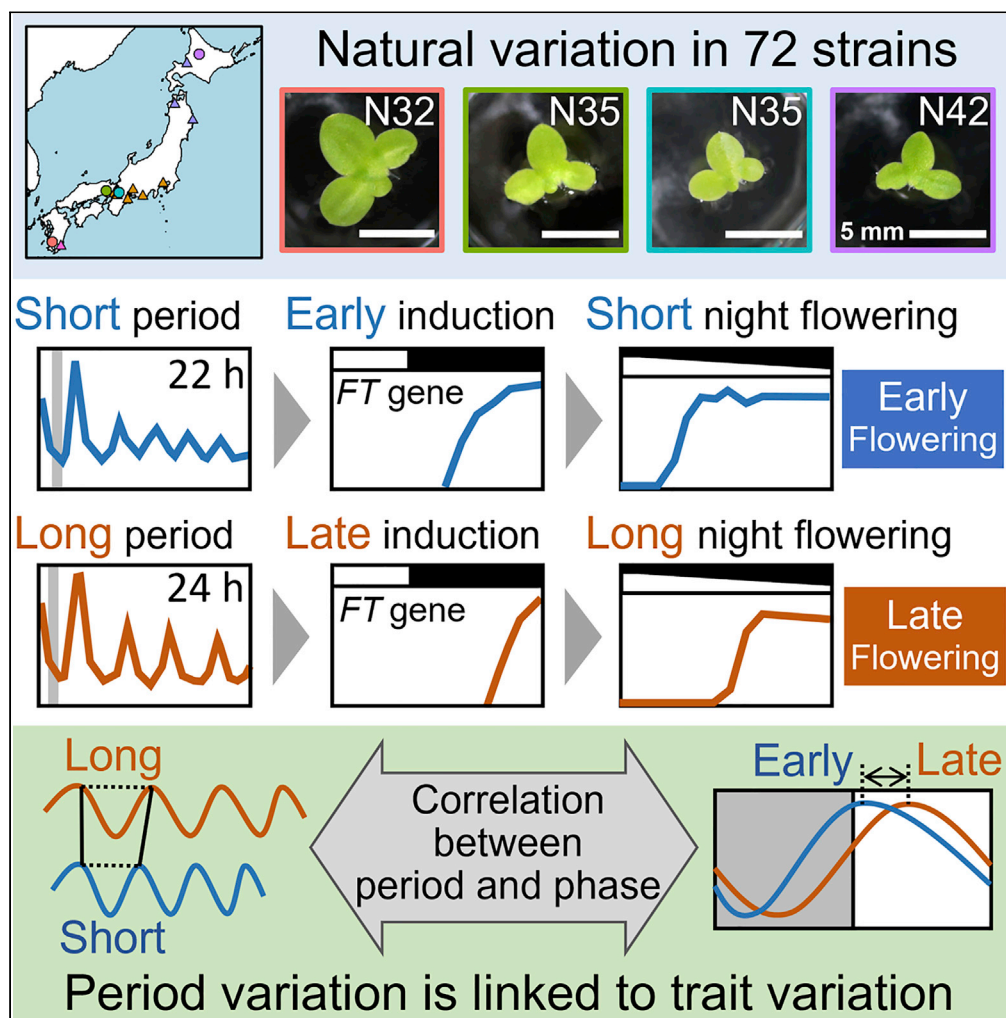 Natural variation in 72 strains
N32
N35
N35
N42
5 mm
Short period
Early induction
Short night flowering
22 h
FT gene
Early
Flowering
Long period
Late induction
Long night flowering
24 h
FT gene
Late
Flowering
Long
Short
Correlation
between
period and phase
Early
Late
Period variation is linked to trait variation